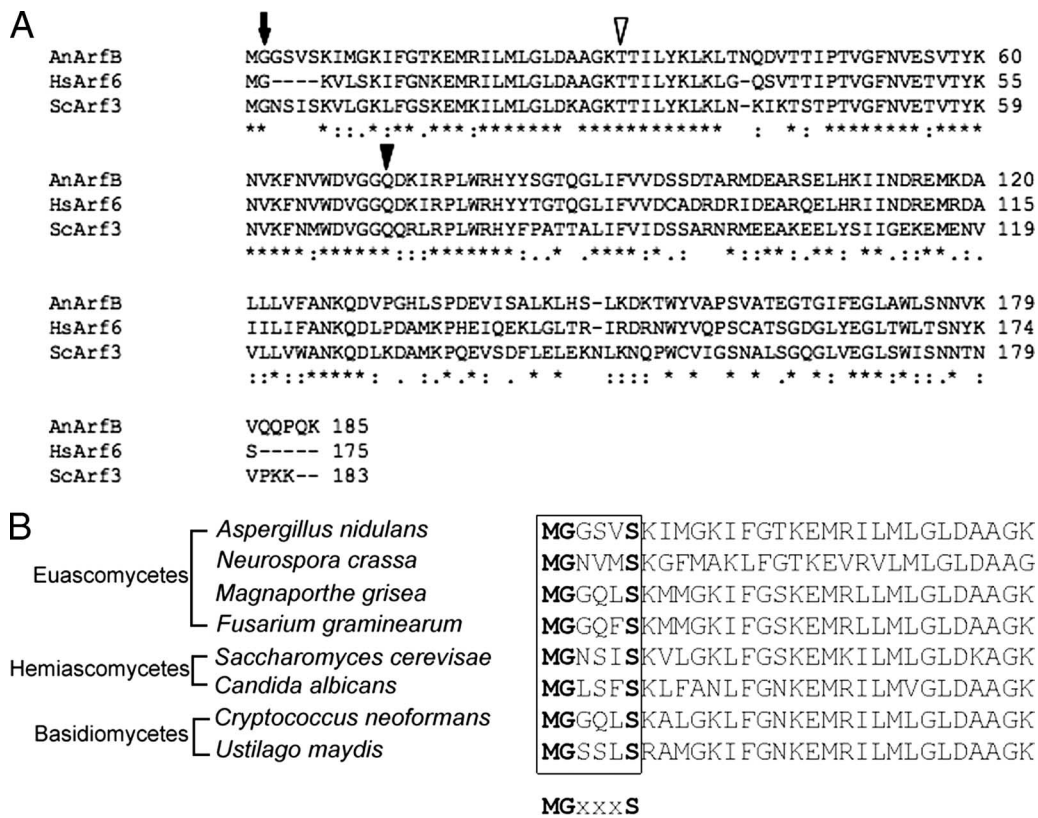 A
AnArfB MGGSVSKIMGKIFGTKEMRILMLGLDAAGKTTILYKLKLTNQDVTTIPTVGFNVESVTYK 60
HsArf6 MG----KVLSKIFGNKEMRILMLGLDAAGKTTILYKLKLG-QSVTTIPTVGFNVETVTYK 55
ScArf3 MGNSISKVLGKLFGSKEMKILMLGLDKAGKTTILYKLKLN-KIKTSTPTVGFNVETVTYK 59
** *::.*:**.***:******* ************ : *: ********:****
AnArfB NVKFNVWDVGGQDKIRPLWRHYYSGTQGLIFVVDSSDTARMDEARSELHKIINDREMKDA 120
HsArf6 NVKFNVWDVGGQDKIRPLWRHYYTGTQGLIFVVDCADRDRIDEARQELHRIINDREMRDA 115
ScArf3 NVKFNMWDVGGQQRLRPLWRHYFPATTALIFVIDSSARNRMEEAKEELYSIIGEKEMENV 119
*****:******:::*******:..* .****:*.: *::**:.**: **.::**.:.
AnArfB LLLVFANKQDVPGHLSPDEVISALKLHS-LKDKTWYVAPSVATEGTGIFEGLAWLSNNVK 179
HsArf6 IILIFANKQDLPDAMKPHEIQEKLGLTR-IRDRNWYVQPSCATSGDGLYEGLTWLTSNYK 174
ScArf3 VLLVWANKQDLKDAMKPQEVSDFLELEKNLKNQPWCVIGSNALSGQGLVEGLSWISNNTN 179
::*::*****: . :.*.*: . * * :::: * * * * .* *: ***:*::.* :
AnArfB VQQPQK 185
HsArf6 S----- 175
ScArf3 VPKK-- 183
B
Euascomycetes
Aspergillus nidulans MGGSVSKIMGKIFGTKEMRILMLGLDAAGK
Neurospora crassa MGNVMSKGFMAKLFGTKEVRVLMLGLDAAG
Magnaporthe grisea MGGQLSKMMGKIFGSKEMRLLMLGLDAAGK
Fusarium graminearum MGGQFSKMMGKIFGSKEMRLLMLGLDAAGK
Hemiascomycetes
Saccharomyces cerevisae MGNSISKVLGKLFGSKEMKILMLGLDKAGK
Candida albicans MGLSFSKLFANLFGNKEMRILMVGLDAAGK
Basidiomycetes
Cryptococcus neoformans MGGQLSKALGKIFGNKEMRILMLGLDAAGK
Ustilago maydis MGSSLSRAMGKIFGNKEMRILMLGLDAAGK
MGxxxS